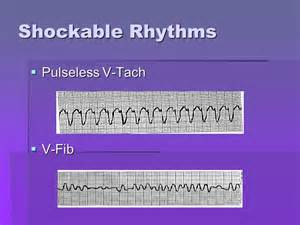 Shockable Rhythms
Pulseless V-Tach
V-Fib